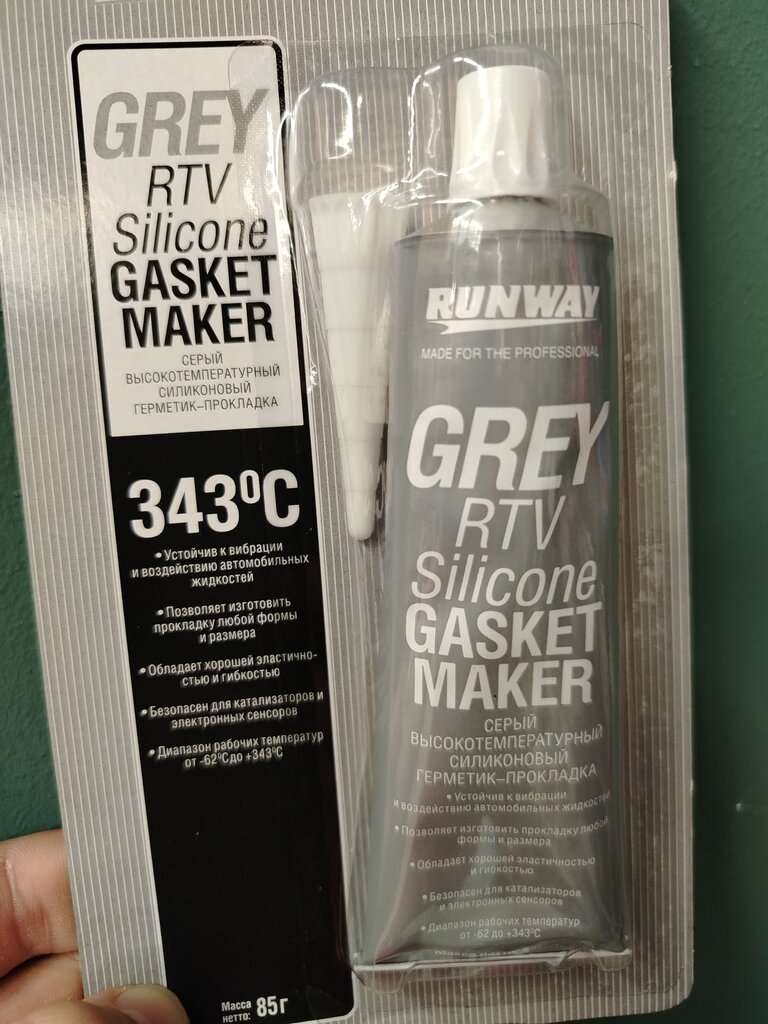 GREY
RTV
Silicone
GASKET
MAKER
СЕРЫЙ
ВЫСОКОТЕМПЕРАТУРНЫЙ
СИЛИКОНОВЫЙ
ГЕРМЕТИК-ПРОКЛАДКА
343ºC
• Устойчив к вибрации
и воздействию автомобильных
жидкостей
• Позволяет изготовить
прокладку любой формы
и размера
• Обладает хорошей эластично-
стью и гибкостью
• Безопасен для катализаторов и
электронных сенсоров
• Диапазон рабочих температур
от -62ºС до +343ºС
Масса
нетто: 85г
RUNWAY
MADE FOR THE PROFESSIONAL
GREY
RTV
Silicone
GASKET
MAKER
СЕРЫЙ
ВЫСОКОТЕМПЕРАТУРНЫЙ
СИЛИКОНОВЫЙ
ГЕРМЕТИК-ПРОКЛАДКА
• Устойчив к вибрации
и воздействию автомобильных жидкостей
• Позволяет изготовить прокладку любой
формы и размера
• Обладает хорошей эластичностью
и гибкостью
• Безопасен для катализаторов
и электронных сенсоров
• Диапазон рабочих температур
от -62 до +343ºС